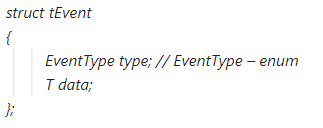 struct tEvent
{
EventType type; // EventType – enum
T data;
};